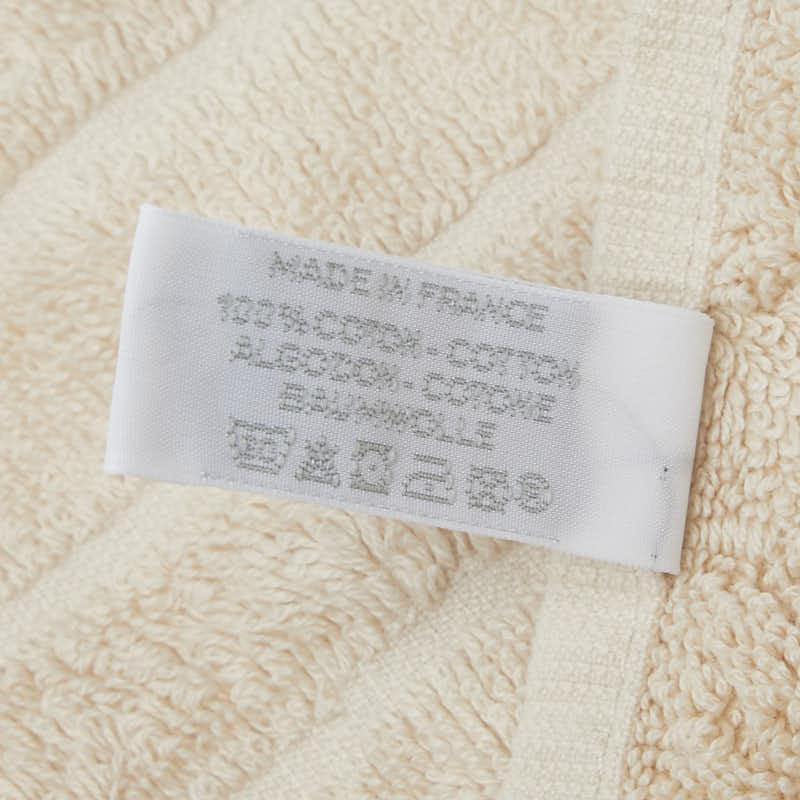 MADE IN FRANCE
100% COTON - COTTON
ALGODON - COTONE
BAUMWOLLE